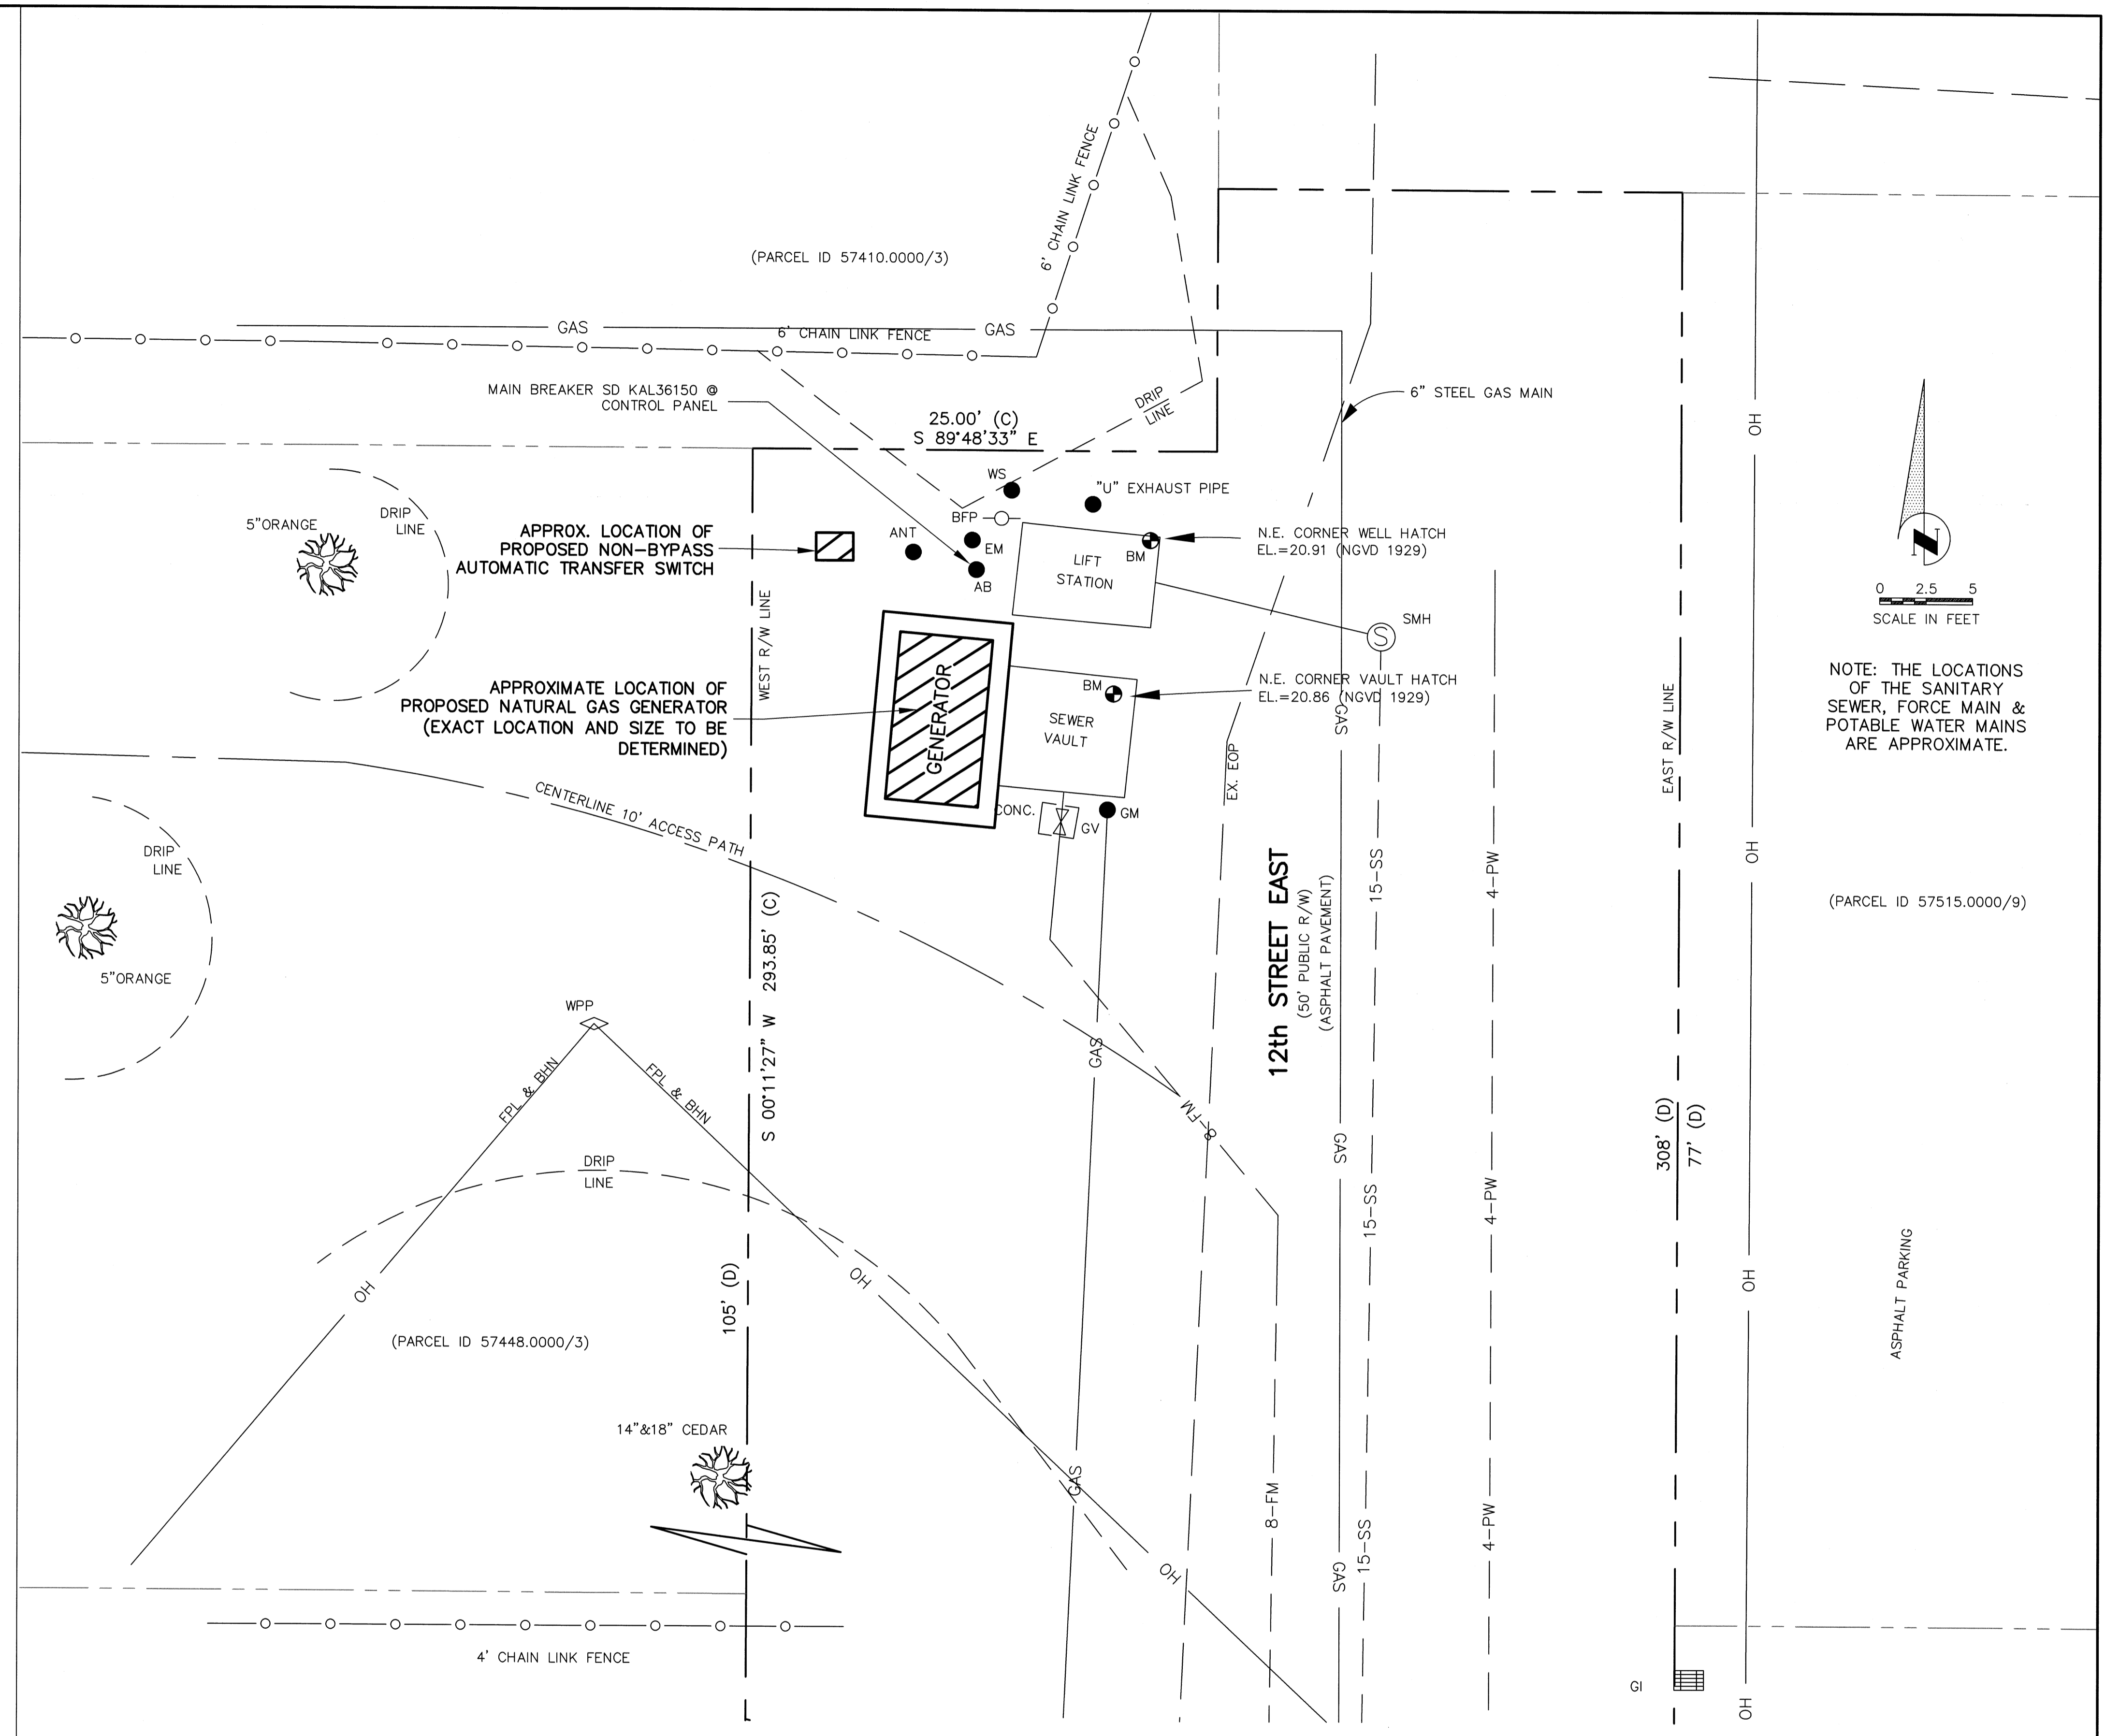 6' CHAIN LINK FENCE
(PARCEL ID 57410.0000/3)
GAS
GAS
6' CHAIN LINK FENCE
MAIN BREAKER SD KAL36150 @
CONTROL PANEL
25.00' (C)
S 89°48'33" E
DRIP
LINE
6" STEEL GAS MAIN
OH
WS
"U" EXHAUST PIPE
5"ORANGE
DRIP
LINE
APPROX. LOCATION OF
PROPOSED NON-BYPASS
AUTOMATIC TRANSFER SWITCH
ANT
BFP
EM
AB
LIFT
STATION
BM
N.E. CORNER WELL HATCH
EL.=20.91 (NGVD 1929)
N
0 2.5 5
SCALE IN FEET
S
SMH
WEST R/W LINE
APPROXIMATE LOCATION OF
PROPOSED NATURAL GAS GENERATOR
(EXACT LOCATION AND SIZE TO BE
DETERMINED)
GENERATOR
BM
SEWER
VAULT
N.E. CORNER VAULT HATCH
EL.=20.86 (NGVD 1929)
GAS
NOTE: THE LOCATIONS
OF THE SANITARY
SEWER, FORCE MAIN &
POTABLE WATER MAINS
ARE APPROXIMATE.
EAST R/W LINE
EX. EOP
CENTERLINE 10' ACCESS PATH
CONC.
GV
GM
DRIP
LINE
5"ORANGE
12th STREET EAST
(50' PUBLIC R/W)
(ASPHALT PAVEMENT)
15-SS
4-PW
OH
(PARCEL ID 57515.0000/9)
S 00°11'27" W 293.85' (C)
WPP
FPL & BHN
FPL & BHN
GAS
8-FM
GAS
15-SS
4-PW
308' (D)
77' (D)
DRIP
LINE
OH
OH
OH
ASPHALT PARKING
105' (D)
(PARCEL ID 57448.0000/3)
14"&18" CEDAR
GAS
8-FM
15-SS
4-PW
OH
GAS
4' CHAIN LINK FENCE
GI
OH